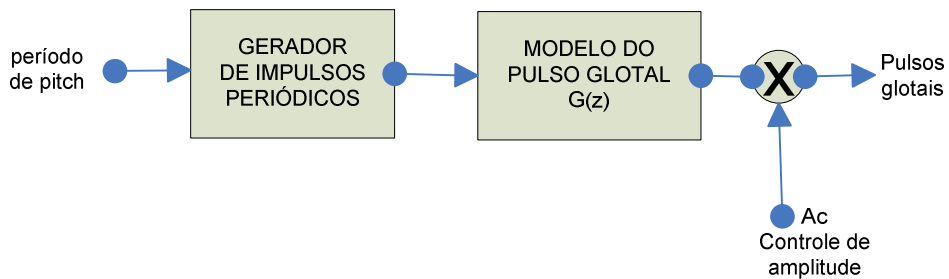 período
de pitch
GERADOR
DE IMPULSOS
PERIÓDICOS
MODELO DO
PULSO GLOTAL
G(z)
X
Pulsos
glotais
Ac
Controle de
amplitude